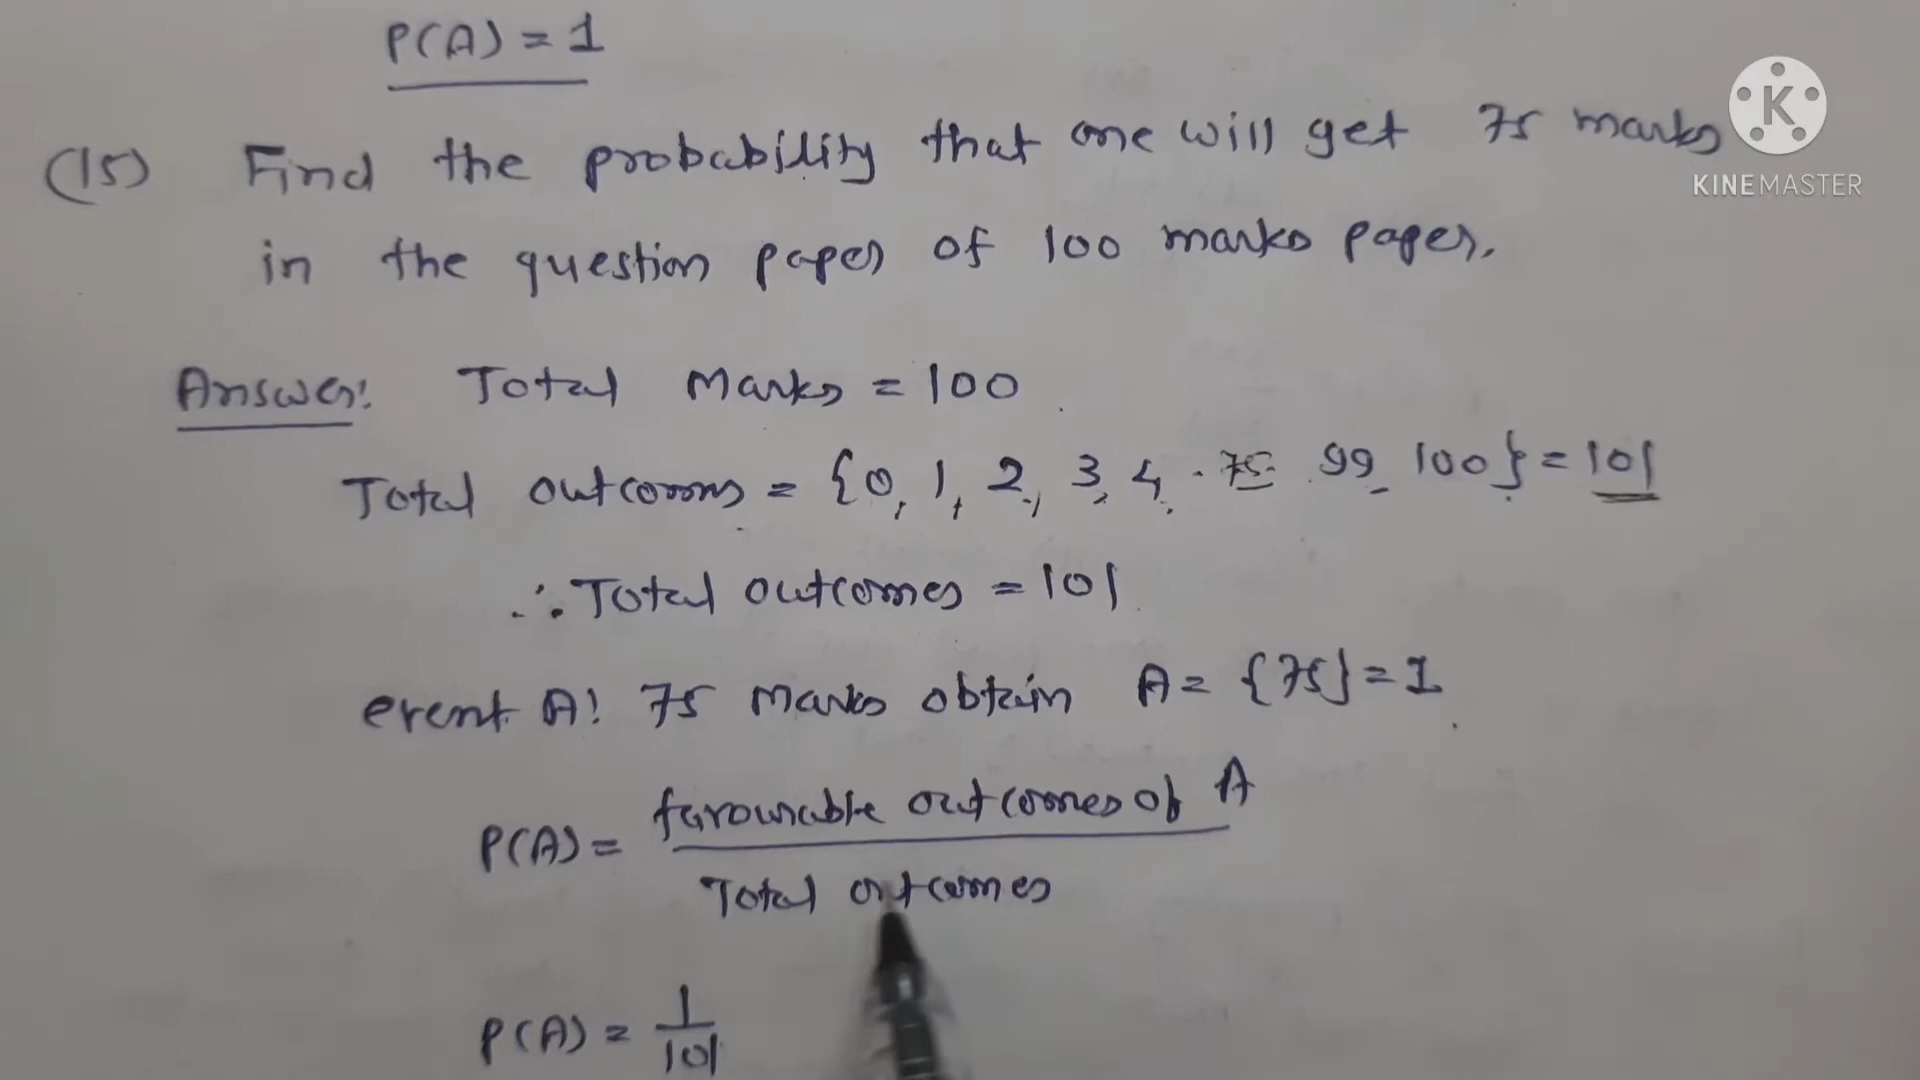 P(A) = 1
(15) Find the probability that one will get 75 marks
in the question paper of 100 marks paper.
Answer: Total Marks = 100
Total outcomes = {0, 1, 2, 3, 4 . 75 . 99 100} = 101
∴ Total outcomes = 101
event A: 75 Marks obtain A = {75} = 1
P(A) = favourable outcomes of A
Total outcomes
P(A) = 1/101
K
KINEMASTER